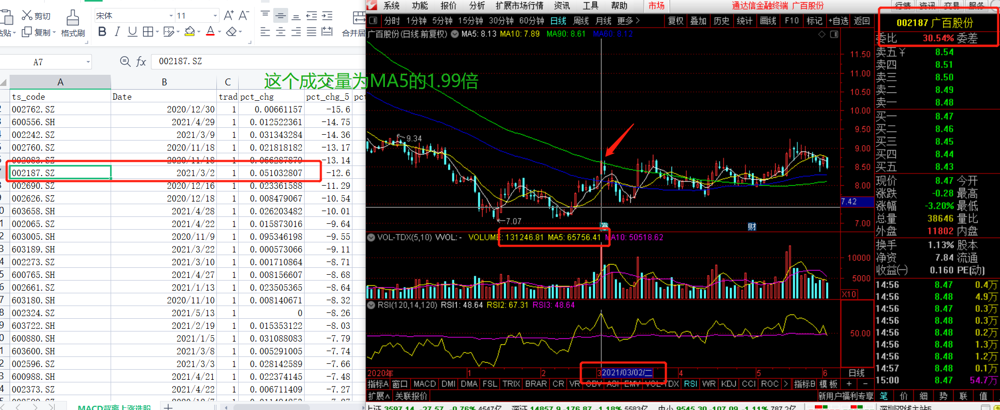 剪切
复制
格式刷
宋体
11
合并居
A7
fx
002187.SZ
这个成交量为MA5的1.99倍
A B C D E
ts_code Date trad pct_chg pct_chg_5
002762.SZ 2020/12/30 1 0.00661157 -15.6
600556.SH 2021/4/29 1 0.012522361 -14.75
002242.SZ 2021/3/9 1 0.031343284 -14.36
002760.SZ 2020/11/18 1 0.021818182 -13.17
002083.SZ 2020/11/18 1 0.066287879 -13.14
002187.SZ 2021/3/2 1 0.051032807 -12.6
002690.SZ 2020/12/16 1 0.023361588 -11.29
002626.SZ 2020/12/18 1 0.008479067 -10.54
603658.SH 2021/4/28 1 0.026203482 -10.01
002065.SZ 2021/4/22 1 0.015873016 -9.64
603005.SH 2020/11/9 1 0.095346198 -9.55
603189.SH 2021/3/22 1 0.000573066 -9.11
002273.SZ 2021/3/10 1 0.001710864 -8.71
600765.SH 2021/4/27 1 0.008156607 -8.68
002661.SZ 2021/1/13 1 0.023505365 -8.64
603180.SH 2020/11/10 1 0.008140671 -8.32
002324.SZ 2021/5/13 1 0 -8.26
603722.SH 2021/2/19 1 0.015353122 -8.03
600880.SH 2021/1/5 1 0.031088083 -7.79
603600.SH 2021/3/8 1 0.005291005 -7.74
002596.SZ 2021/3/3 1 0.028142589 -7.66
600988.SH 2021/4/21 1 0.022374145 -7.48
002373.SZ 2021/4/22 1 0.006711409 -7.27
MACD背离上涨选股
系统 功能 报价 分析 扩展市场行情 资讯 工具 帮助 市场 通达信金融终端 广百股份 行情 资讯 交易 服务
分时 1分钟 5分钟 15分钟 30分钟 60分钟 日线 周线 月线 更多 复权 叠加 历史 统计 画线 F10 标记 +自选 返回
广百股份(日线.前复权) MA5: 8.13 MA10: 7.89 MA90: 8.61 MA60: 8.12
11.50
11.00
10.50
10.00
9.50
9.00
8.50
8.00
7.42
7.00
9.34
7.07
财
VOL-TDX(5,10) VVOL: - VOLUME: 131246.81 MA5: 65756.41 MA10: 50518.62
10000
5000
X10
RSI(120,14,120) RSI1: 48.64 RSI2: 67.31 RSI3: 48.64
50.00
2020年 1 2 3 2021/03/02/二 4 5 6 日线
指标A 窗口 MACD DMI DMA FSL TRIX BRAR CR VR OBV ASI EMV VOL-TDX RSI WR KDJ CCI ROC 指标B 模板 + -
扩展∧ 关联报价 新用户福利专享 笔 价 细 势 联 值
上证 3597.14 -27.57 -0.76% 4547亿 深证 14857.9 -176.87 -1.18% 5583亿 中小 9545.30 -107.09 -1.11% 787.2亿 深圳双线主站5
002187 广百股份
委比 30.54% 委差
卖五 8.54
卖四 8.51
卖三 8.50
卖二 8.49
卖一 8.48
买一 8.47
买二 8.46
买三 8.45
买四 8.44
买五 8.43
现价 8.47 今开
涨跌 -0.28 最高
涨幅 -3.20% 最低
总量 38646 量比
外盘 11802 内盘
换手 1.13% 股本
净资 7.84 流通
收益(一) 0.160 PE(动)
14:56 8.47 0.4万
14:56 8.48 4.9万
14:56 8.47 0.3万
14:56 8.48 0.3万
14:56 8.48 0.2万
14:56 8.48 1.3万
14:56 8.48 1.2万
14:57 8.48 0.1万
15:00 8.47 54.7万